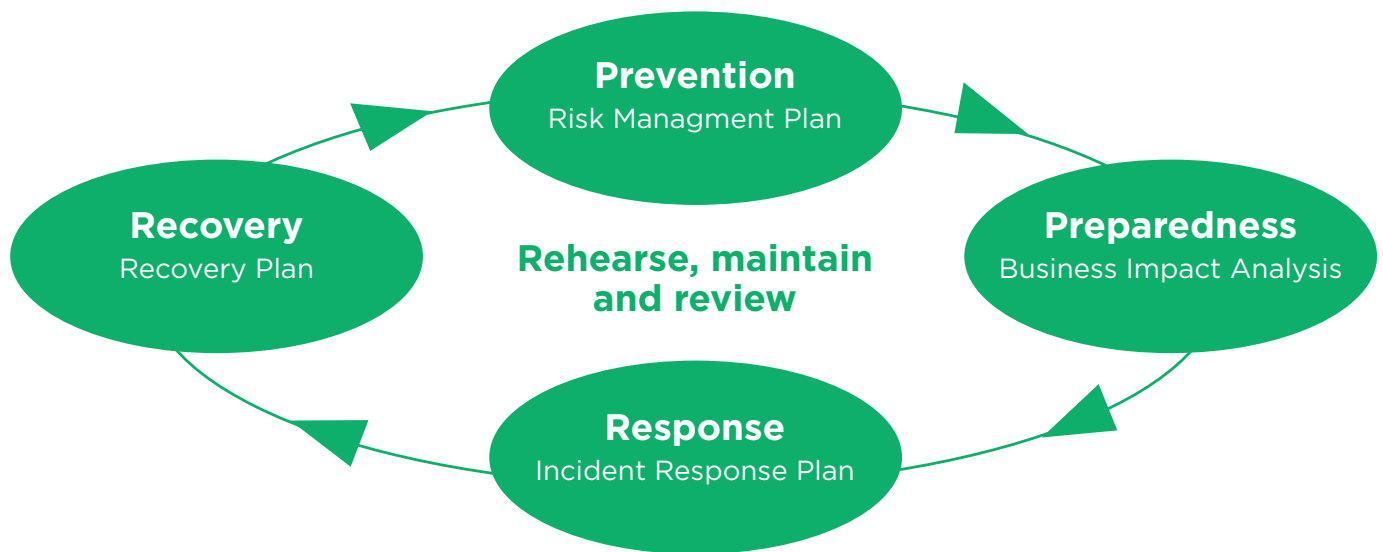 Prevention
Risk Managment Plan
Recovery
Recovery Plan
Preparedness
Business Impact Analysis
Rehearse, maintain
and review
Response
Incident Response Plan